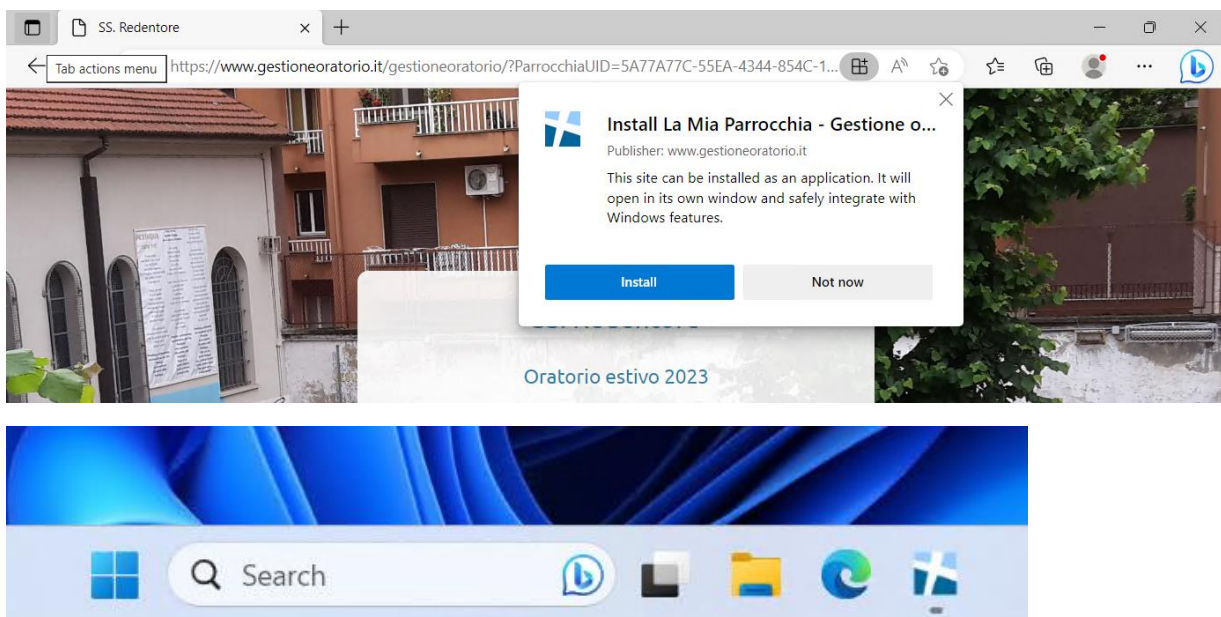 SS. Redentore
Tab actions menu
https://www.gestioneoratorio.it/gestioneoratorio/?ParrocchiaUID=5A77A77C-55EA-4344-854C-1...
Install La Mia Parrocchia - Gestione o...
Publisher: www.gestioneoratorio.it
This site can be installed as an application. It will
open in its own window and safely integrate with
Windows features.
Install Not now
Oratorio estivo 2023
Search